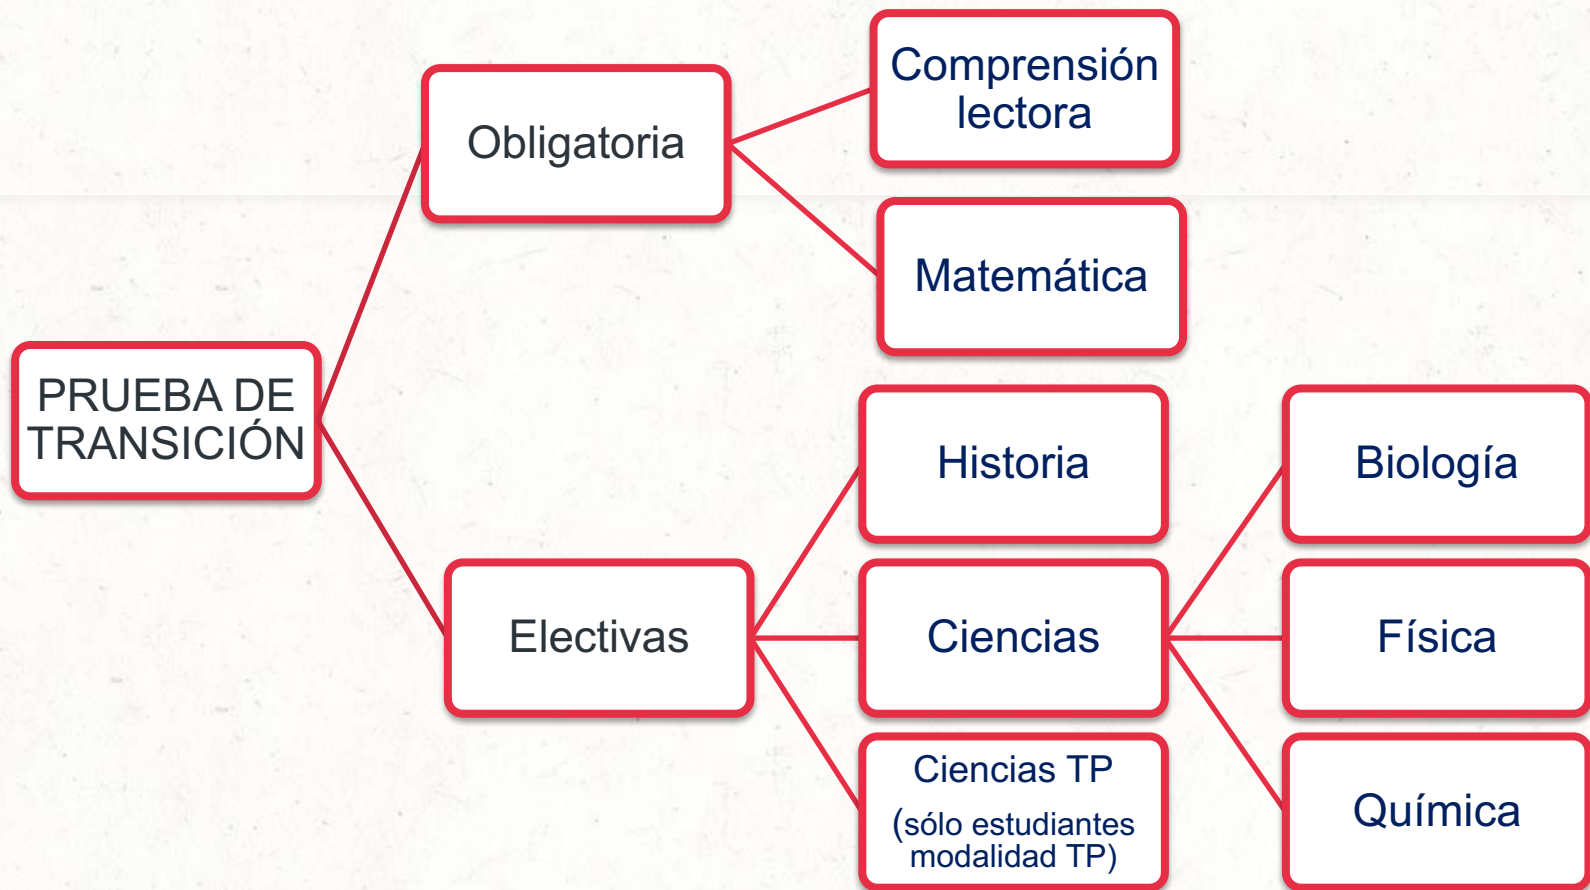 PRUEBA DE
TRANSICIÓN
Obligatoria
Comprensión
lectora
Matemática
Electivas
Historia
Ciencias
Biología
Física
Química
Ciencias TP
(sólo estudiantes
modalidad TP)